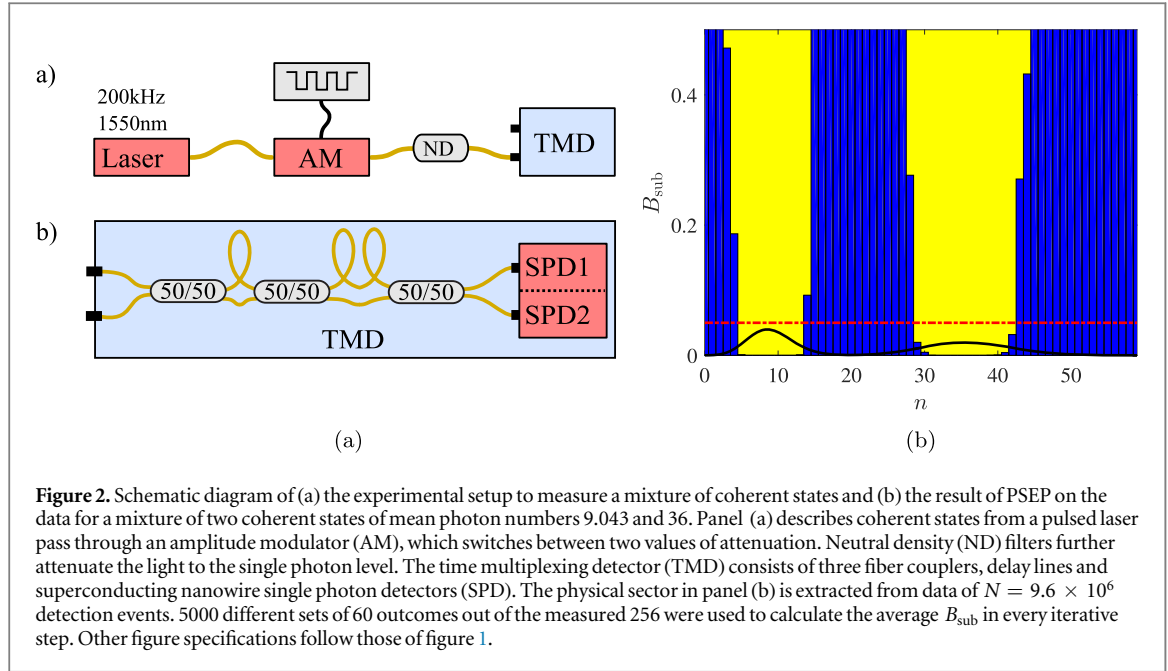 a)
200kHz
1550nm
Laser
AM
ND
TMD
b)
50/50
50/50
50/50
SPD1
SPD2
TMD
(a)
0.4
0.2
0
B_sub
0
10
20
30
40
50
n
(b)
Figure 2. Schematic diagram of (a) the experimental setup to measure a mixture of coherent states and (b) the result of PSEP on the
data for a mixture of two coherent states of mean photon numbers 9.043 and 36. Panel (a) describes coherent states from a pulsed laser
pass through an amplitude modulator (AM), which switches between two values of attenuation. Neutral density (ND) filters further
attenuate the light to the single photon level. The time multiplexing detector (TMD) consists of three fiber couplers, delay lines and
superconducting nanowire single photon detectors (SPD). The physical sector in panel (b) is extracted from data of N = 9.6 × 10⁶
detection events. 5000 different sets of 60 outcomes out of the measured 256 were used to calculate the average B_sub in every iterative
step. Other figure specifications follow those of figure 1.